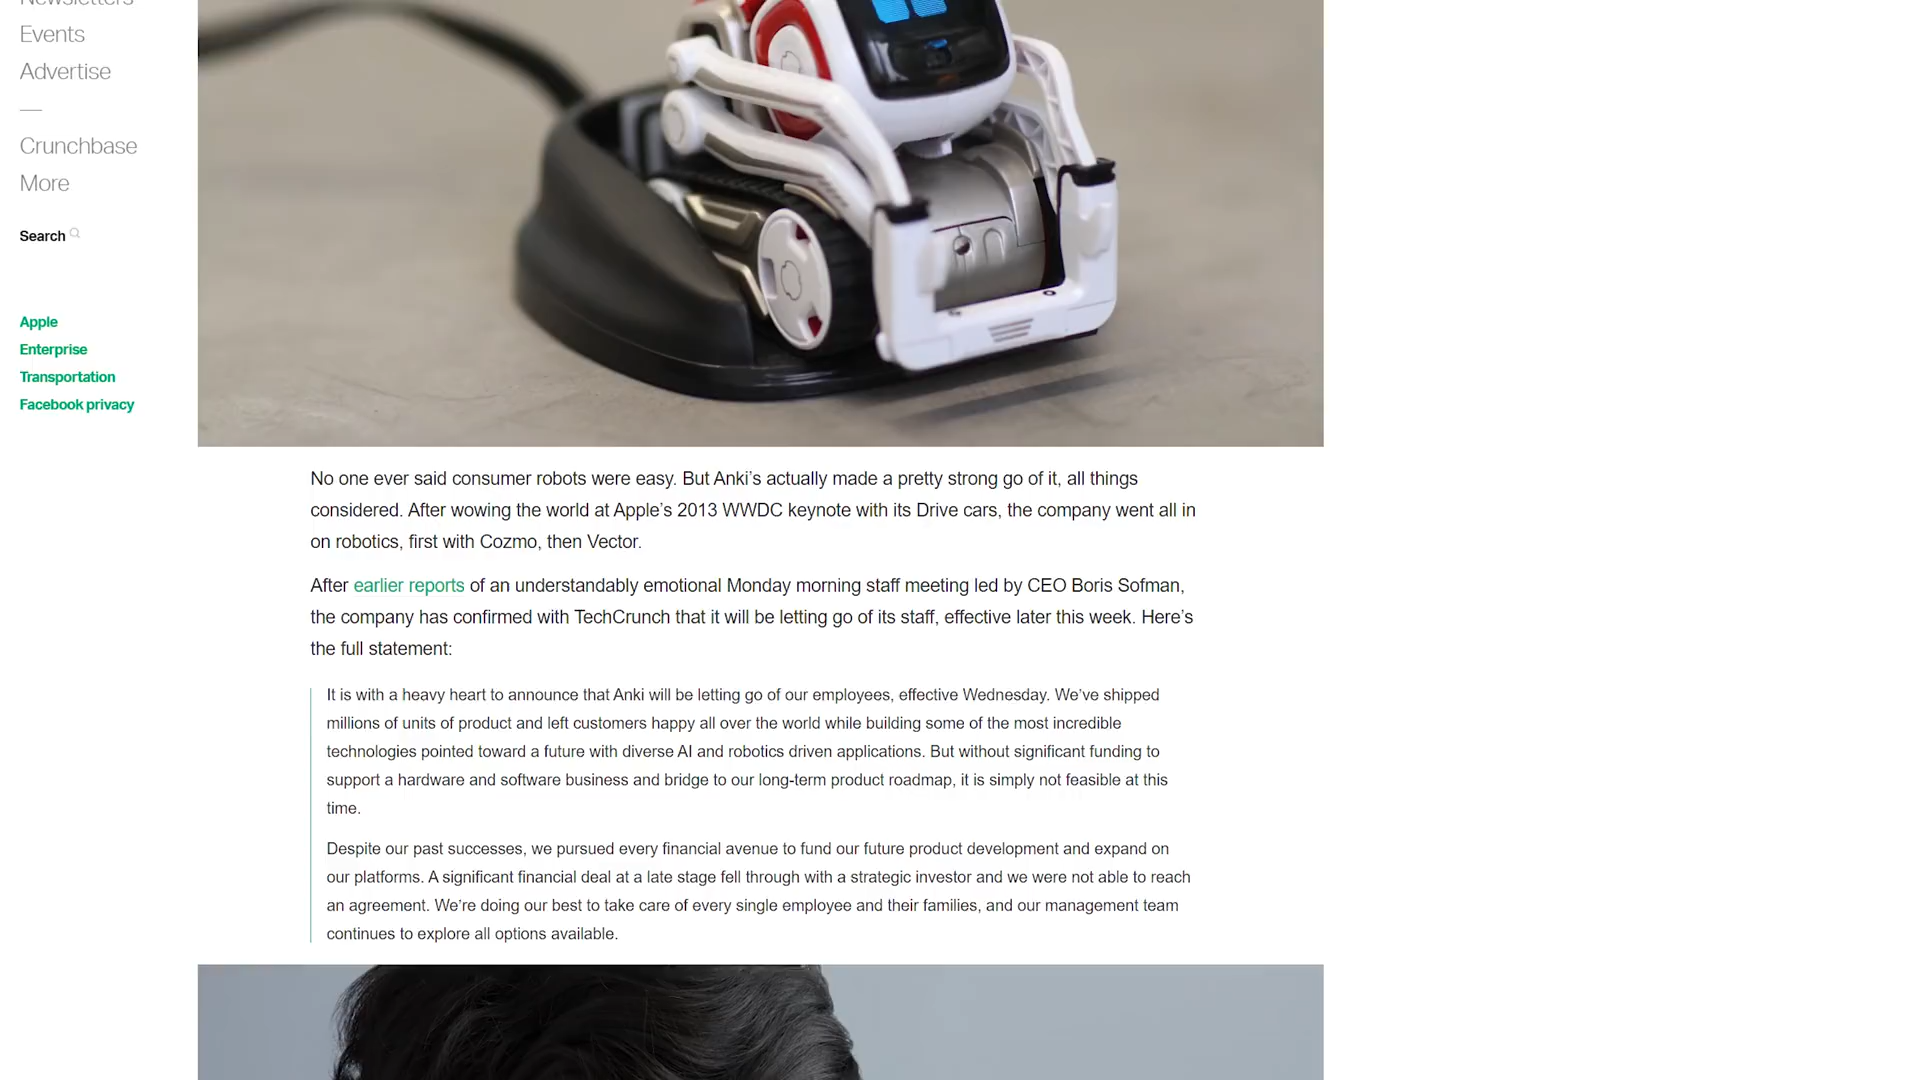 Newsletters
Events
Advertise
—
Crunchbase
More
Search
Apple
Enterprise
Transportation
Facebook privacy
No one ever said consumer robots were easy. But Anki’s actually made a pretty strong go of it, all things
considered. After wowing the world at Apple’s 2013 WWDC keynote with its Drive cars, the company went all in
on robotics, first with Cozmo, then Vector.
After earlier reports of an understandably emotional Monday morning staff meeting led by CEO Boris Sofman,
the company has confirmed with TechCrunch that it will be letting go of its staff, effective later this week. Here’s
the full statement:
It is with a heavy heart to announce that Anki will be letting go of our employees, effective Wednesday. We’ve shipped
millions of units of product and left customers happy all over the world while building some of the most incredible
technologies pointed toward a future with diverse AI and robotics driven applications. But without significant funding to
support a hardware and software business and bridge to our long-term product roadmap, it is simply not feasible at this
time.
Despite our past successes, we pursued every financial avenue to fund our future product development and expand on
our platforms. A significant financial deal at a late stage fell through with a strategic investor and we were not able to reach
an agreement. We’re doing our best to take care of every single employee and their families, and our management team
continues to explore all options available.